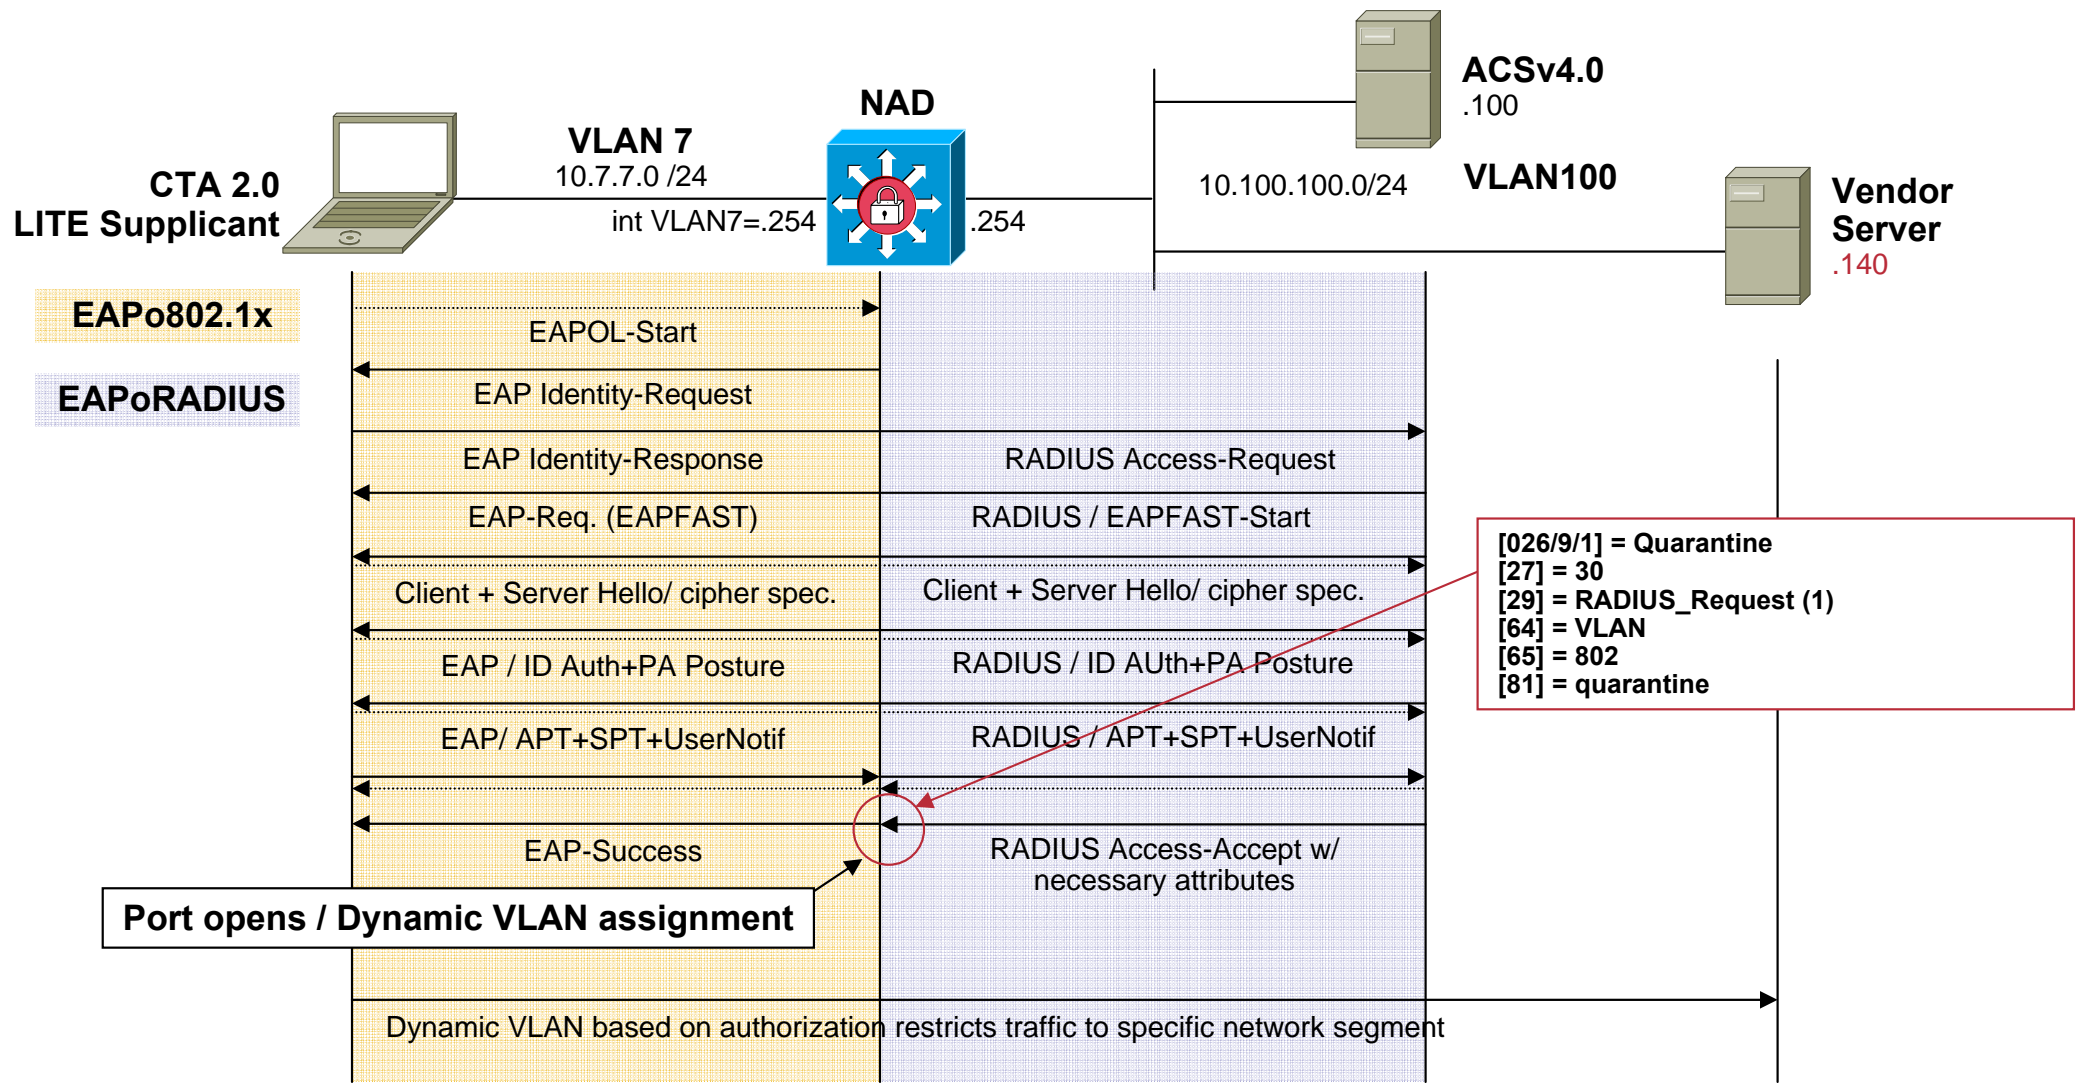 ACSv4.0
.100
NAD
VLAN 7
10.7.7.0 /24
int VLAN7=.254
.254
CTA 2.0
LITE Supplicant
10.100.100.0/24
VLAN100
Vendor
Server
.140
EAPo802.1x
EAPoRADIUS
EAPOL-Start
EAP Identity-Request
EAP Identity-Response
RADIUS Access-Request
EAP-Req. (EAPFAST)
RADIUS / EAPFAST-Start
Client + Server Hello/ cipher spec.
Client + Server Hello/ cipher spec.
EAP / ID Auth+PA Posture
RADIUS / ID AUth+PA Posture
EAP/ APT+SPT+UserNotif
RADIUS / APT+SPT+UserNotif
EAP-Success
RADIUS Access-Accept w/
necessary attributes
[026/9/1] = Quarantine
[27] = 30
[29] = RADIUS_Request (1)
[64] = VLAN
[65] = 802
[81] = quarantine
Port opens / Dynamic VLAN assignment
Dynamic VLAN based on authorization restricts traffic to specific network segment